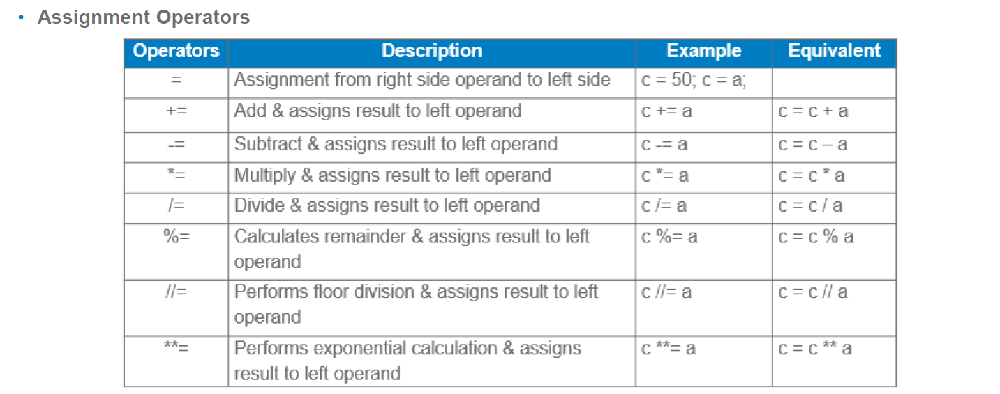 • Assignment Operators
Operators Description Example Equivalent
= Assignment from right side operand to left side c = 50; c = a;
+= Add & assigns result to left operand c += a c = c + a
-= Subtract & assigns result to left operand c -= a c = c – a
*= Multiply & assigns result to left operand c *= a c = c * a
/= Divide & assigns result to left operand c /= a c = c / a
%= Calculates remainder & assigns result to left c %= a c = c % a
operand
//= Performs floor division & assigns result to left c //= a c = c // a
operand
**= Performs exponential calculation & assigns c **= a c = c ** a
result to left operand